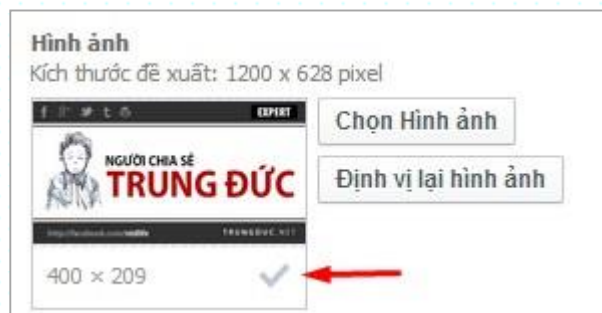 Hình ảnh
Kích thước đề xuất: 1200 x 628 pixel
EXPERT
NGƯỜI CHIA SẺ
TRUNG ĐỨC
TRUNGDUC.NET
400 × 209
Chọn Hình ảnh
Định vị lại hình ảnh